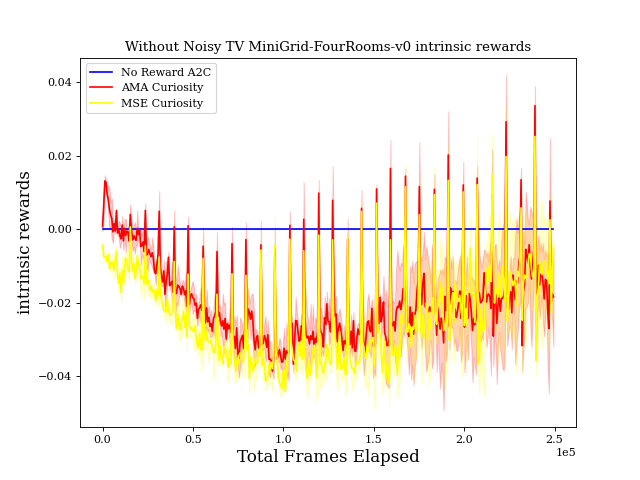 Without Noisy TV MiniGrid-FourRooms-v0 intrinsic rewards
No Reward A2C
AMA Curiosity
MSE Curiosity
intrinsic rewards
0.04
0.02
0.00
−0.02
−0.04
0.0
0.5
1.0
1.5
2.0
2.5
1e5
Total Frames Elapsed